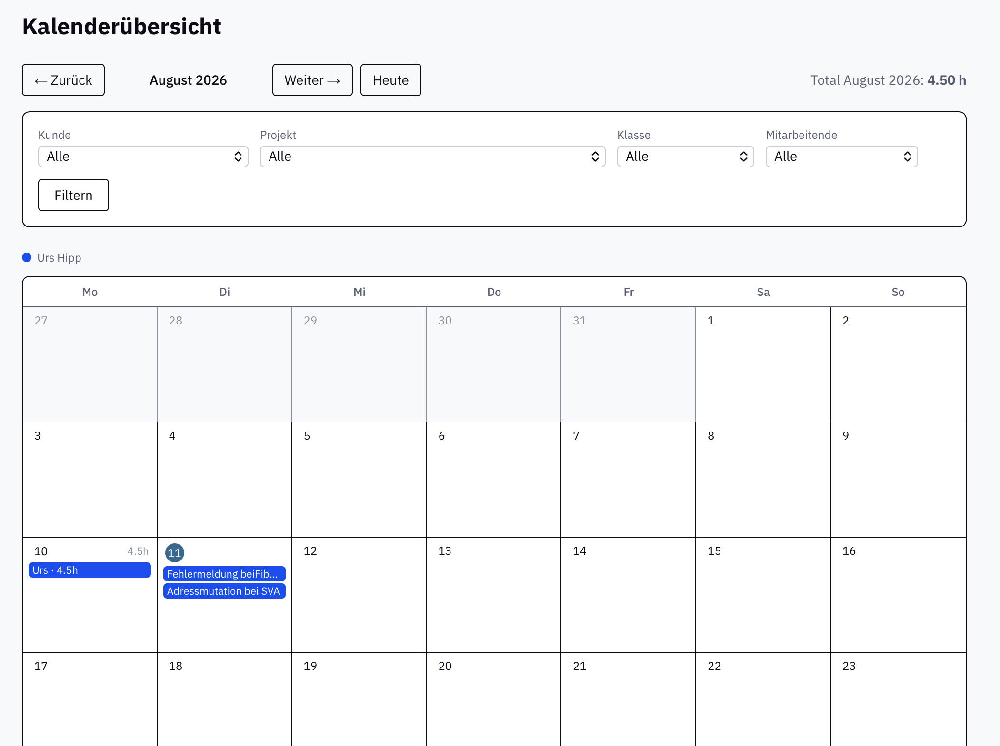 Kalenderübersicht
← Zurück August 2026 Weiter → Heute Total August 2026: 4.50 h
Kunde Projekt Klasse Mitarbeitende
Alle Alle Alle Alle
Filtern
Urs Hipp
Mo Di Mi Do Fr Sa So
27 28 29 30 31 1 2
3 4 5 6 7 8 9
10 4.5h 11 12 13 14 15 16
Urs · 4.5h Fehlermeldung beiFib...
Adressmutation bei SVA
17 18 19 20 21 22 23